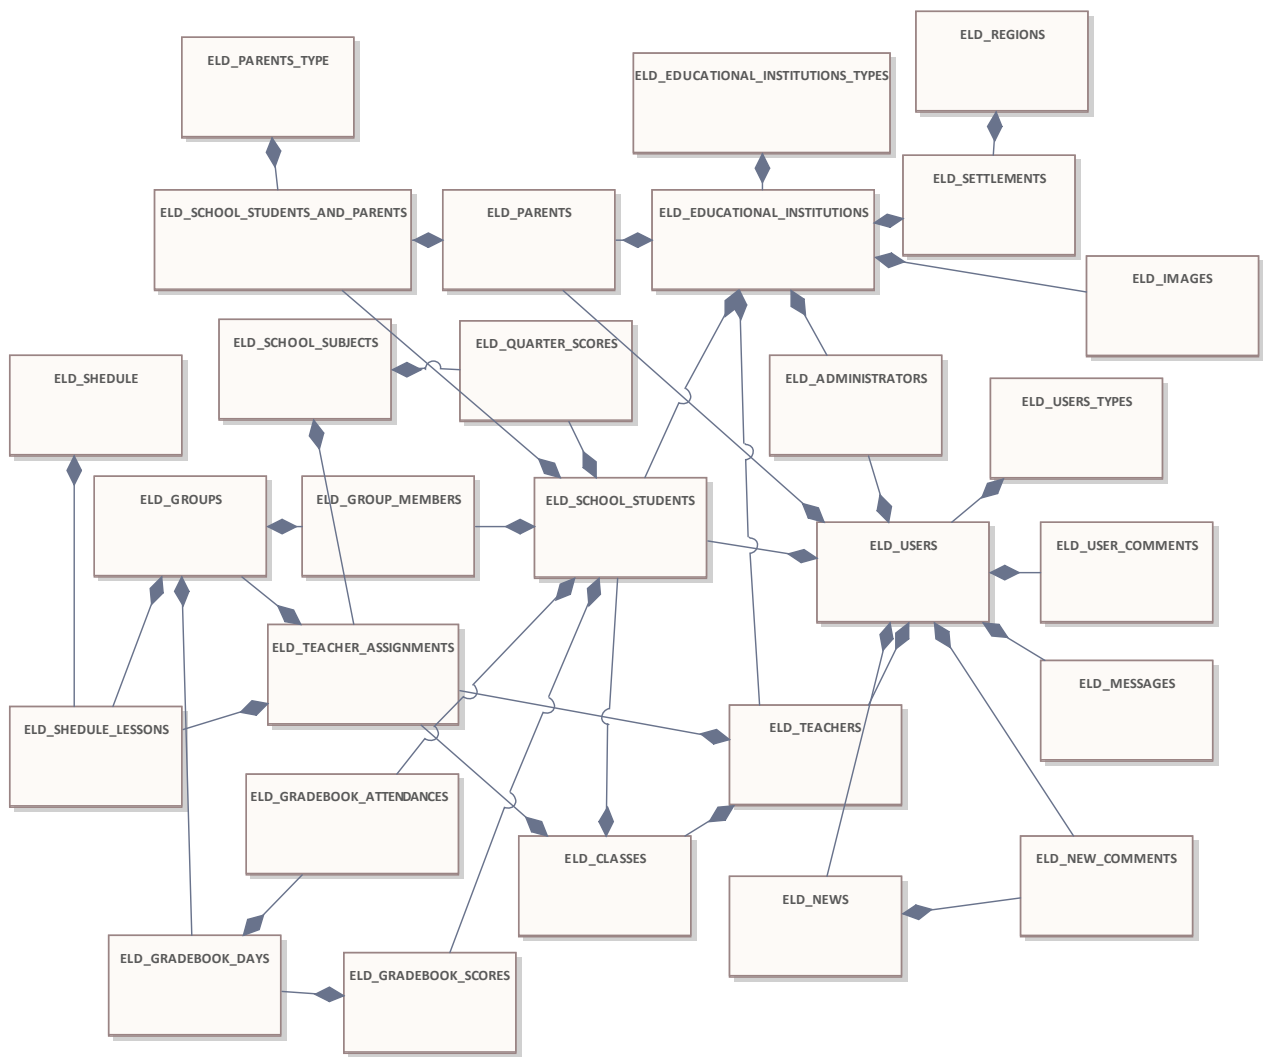 ELD_REGIONS
ELD_PARENTS_TYPE
ELD_EDUCATIONAL_INSTITUTIONS_TYPES
ELD_SETTLEMENTS
ELD_SCHOOL_STUDENTS_AND_PARENTS
ELD_PARENTS
ELD_EDUCATIONAL_INSTITUTIONS
ELD_IMAGES
ELD_SCHOOL_SUBJECTS
ELD_QUARTER_SCORES
ELD_SHEDULE
ELD_ADMINISTRATORS
ELD_USERS_TYPES
ELD_GROUPS
ELD_GROUP_MEMBERS
ELD_SCHOOL_STUDENTS
ELD_USERS
ELD_USER_COMMENTS
ELD_TEACHER_ASSIGNMENTS
ELD_MESSAGES
ELD_SHEDULE_LESSONS
ELD_TEACHERS
ELD_GRADEBOOK_ATTENDANCES
ELD_CLASSES
ELD_NEW_COMMENTS
ELD_NEWS
ELD_GRADEBOOK_DAYS
ELD_GRADEBOOK_SCORES